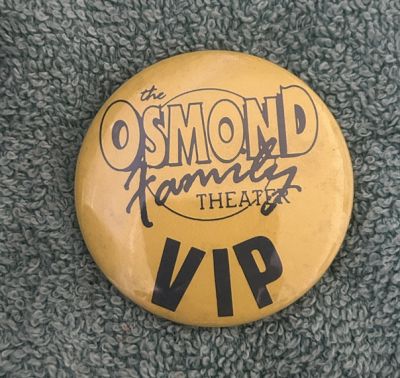 the
OSMOND
Family
THEATER
VIP